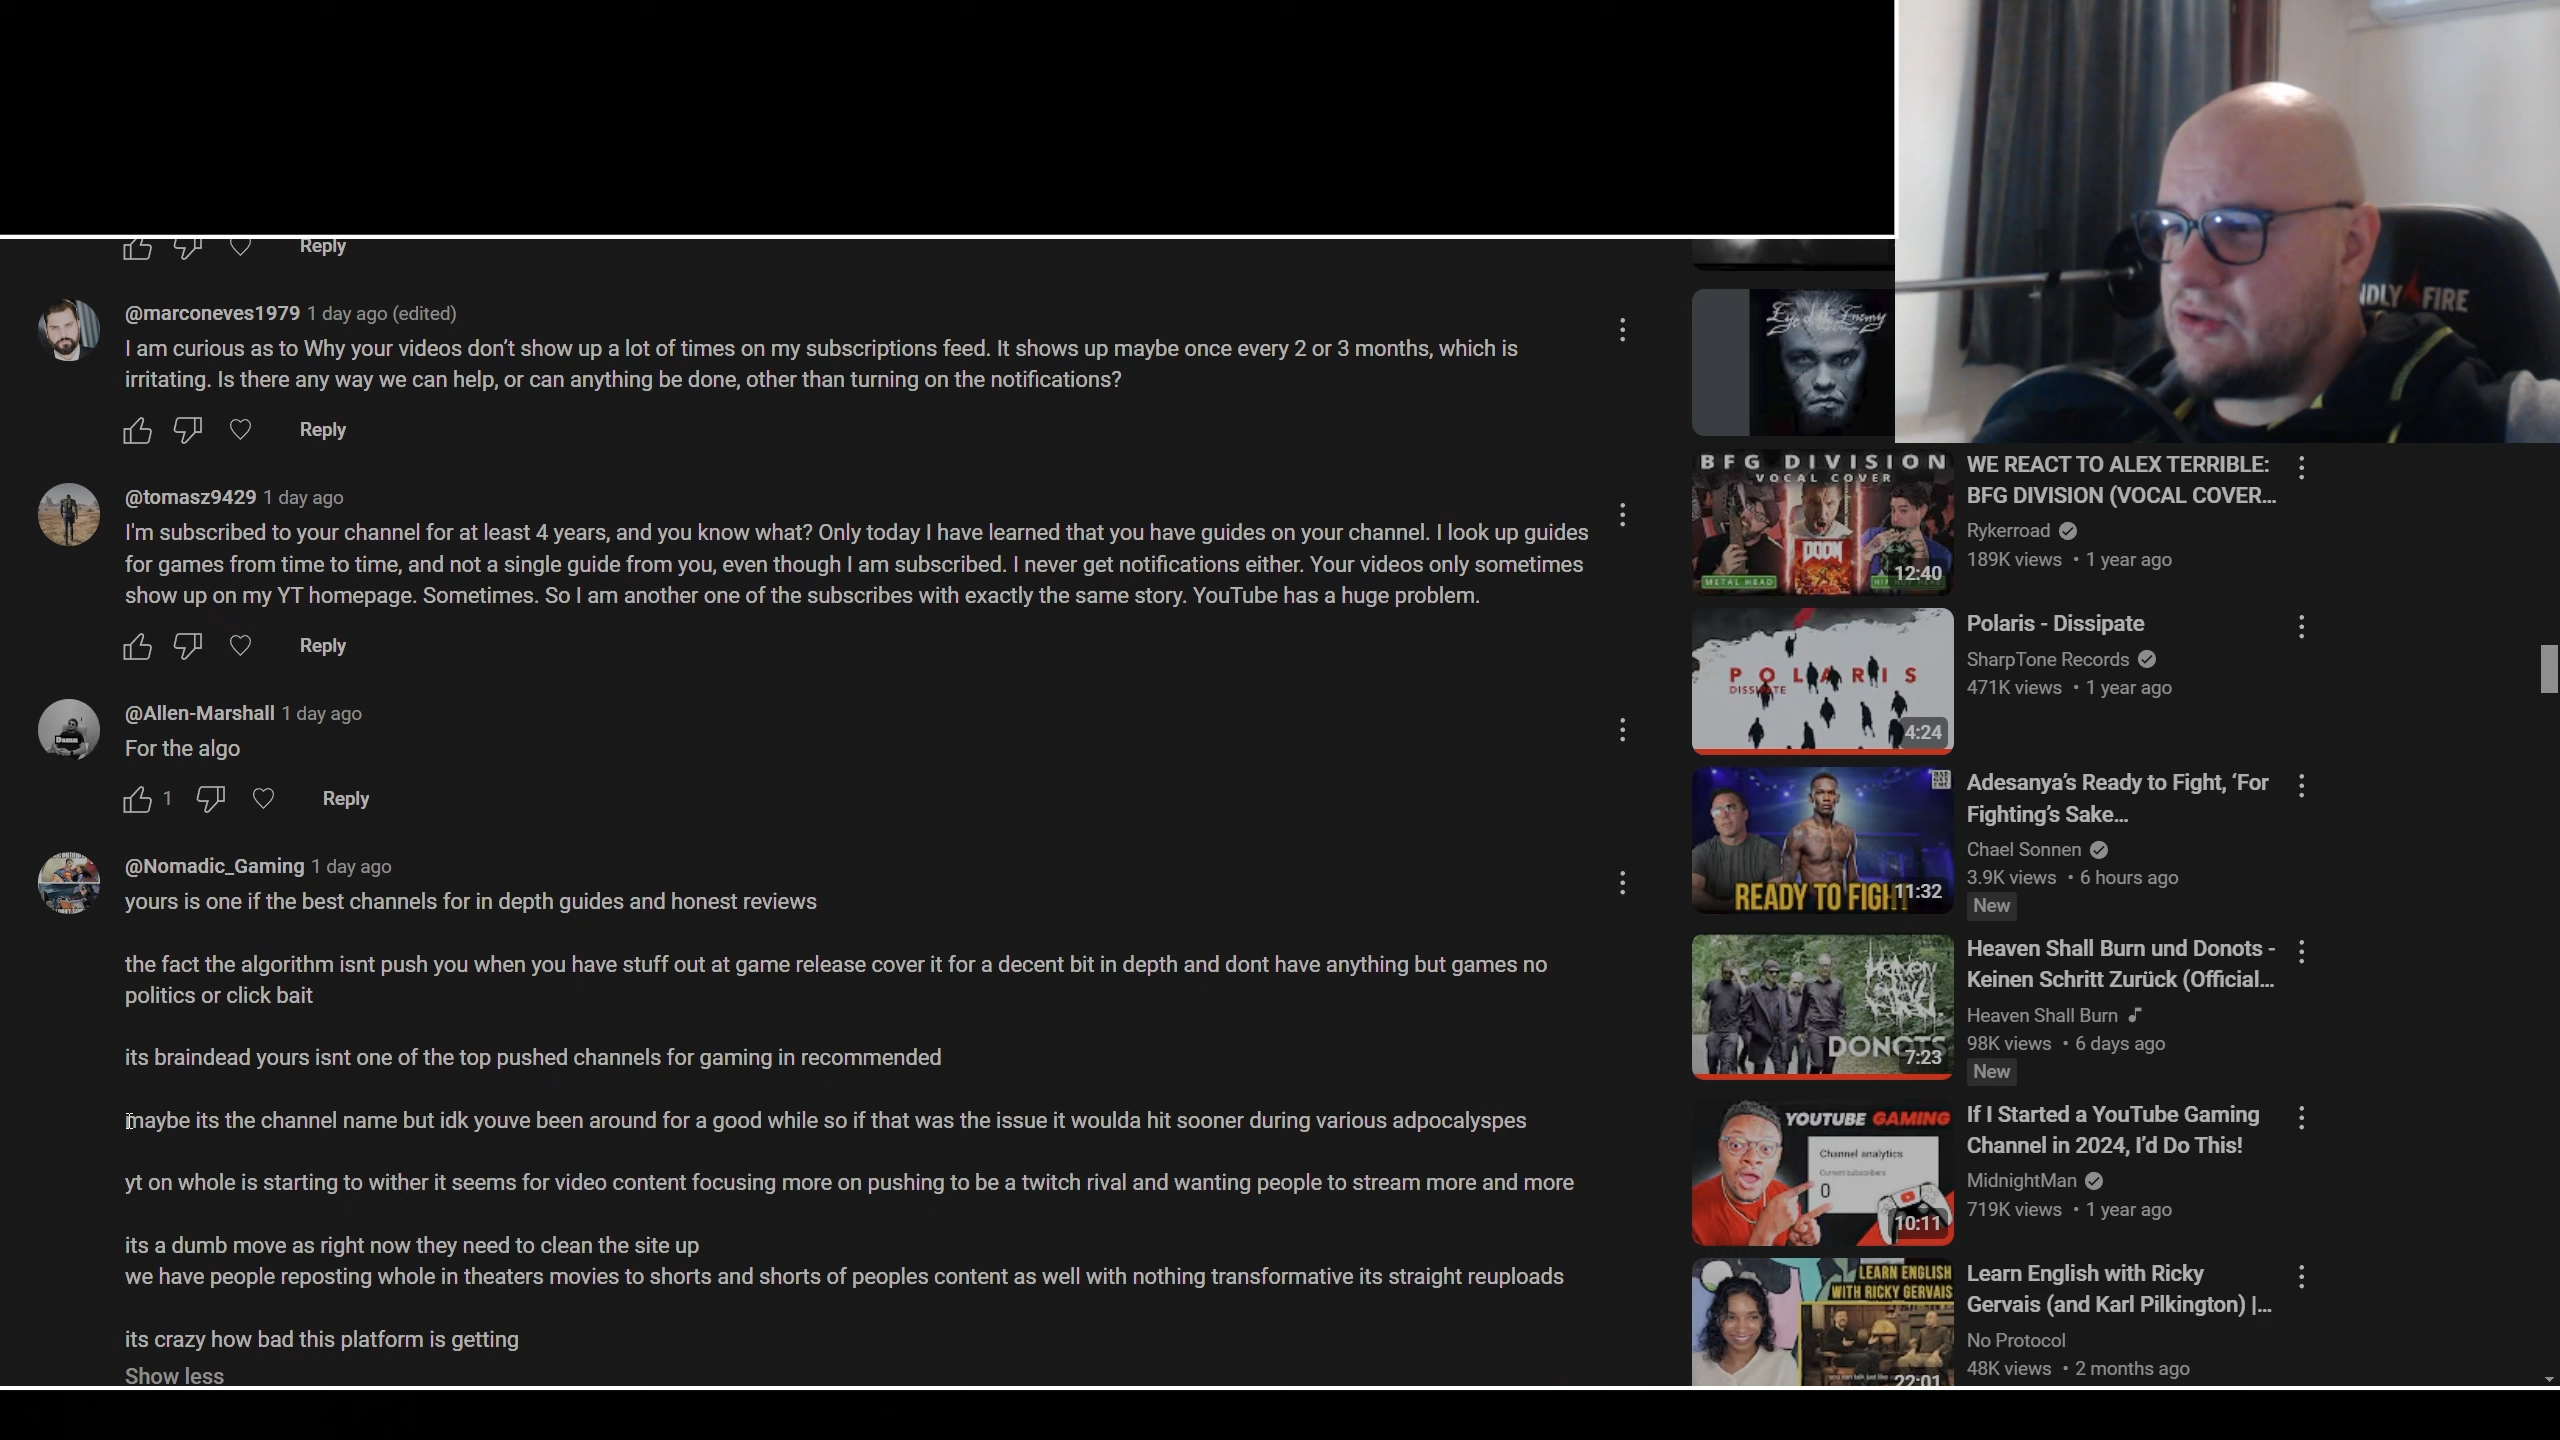 Reply
@marconeves1979 1 day ago (edited)
I am curious as to Why your videos don't show up a lot of times on my subscriptions feed. It shows up maybe once every 2 or 3 months, which is
irritating. Is there any way we can help, or can anything be done, other than turning on the notifications?
Reply
@tomasz9429 1 day ago
I'm subscribed to your channel for at least 4 years, and you know what? Only today I have learned that you have guides on your channel. I look up guides
for games from time to time, and not a single guide from you, even though I am subscribed. I never get notifications either. Your videos only sometimes
show up on my YT homepage. Sometimes. So I am another one of the subscribes with exactly the same story. YouTube has a huge problem.
Reply
@Allen-Marshall 1 day ago
For the algo
1 Reply
@Nomadic_Gaming 1 day ago
yours is one if the best channels for in depth guides and honest reviews
the fact the algorithm isnt push you when you have stuff out at game release cover it for a decent bit in depth and dont have anything but games no
politics or click bait
its braindead yours isnt one of the top pushed channels for gaming in recommended
maybe its the channel name but idk youve been around for a good while so if that was the issue it woulda hit sooner during various adpocalyspes
yt on whole is starting to wither it seems for video content focusing more on pushing to be a twitch rival and wanting people to stream more and more
its a dumb move as right now they need to clean the site up
we have people reposting whole in theaters movies to shorts and shorts of peoples content as well with nothing transformative its straight reuploads
its crazy how bad this platform is getting
Show less
NDLY FIRE
BFG DIVISION
VOCAL COVER
DOOM
METAL HEAD
12:40
WE REACT TO ALEX TERRIBLE:
BFG DIVISION (VOCAL COVER...
Rykerroad
189K views • 1 year ago
POLARIS
DISSIPATE
4:24
Polaris - Dissipate
SharpTone Records
471K views • 1 year ago
READY TO FIGH
11:32
Adesanya's Ready to Fight, 'For
Fighting's Sake...
Chael Sonnen
3.9K views • 6 hours ago
New
DONOTS
7:23
Heaven Shall Burn und Donots -
Keinen Schritt Zurück (Official...
Heaven Shall Burn
98K views • 6 days ago
New
YOUTUBE GAMING
Channel analytics
Current subscribers
0
10:11
If I Started a YouTube Gaming
Channel in 2024, I'd Do This!
MidnightMan
719K views • 1 year ago
LEARN ENGLISH
WITH RICKY
GERVAIS
22:01
Learn English with Ricky
Gervais (and Karl Pilkington) |...
No Protocol
48K views • 2 months ago